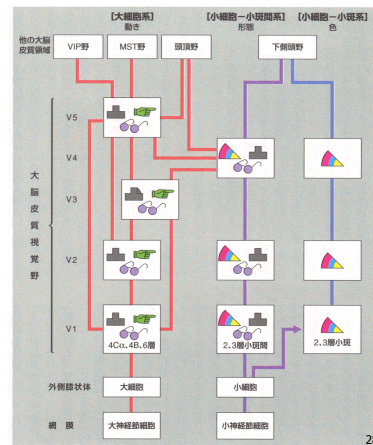 [大細胞系]
動き
[小細胞－小斑間系]
形態
[小細胞－小斑系]
色
他の大脳
皮質領域
VIP野
MST野
頭頂野
下側頭野
V5
V4
大脳皮質視覚野
V3
V2
V1
4Cα、4B、6層
2、3層小斑間
2、3層小斑
外側膝状体
大細胞
小細胞
網膜
大神経節細胞
小神経節細胞
2